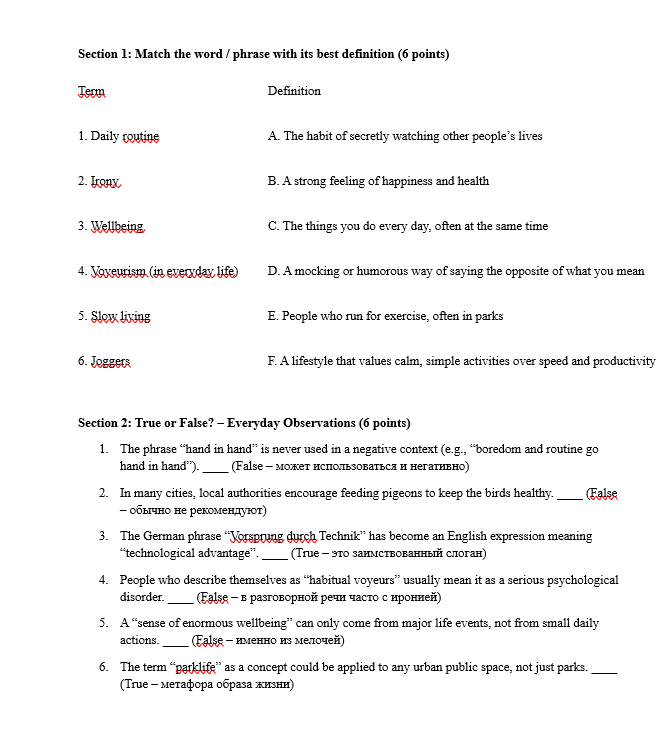 Section 1: Match the word / phrase with its best definition (6 points)
Term Definition
1. Daily routine A. The habit of secretly watching other people’s lives
2. Irony B. A strong feeling of happiness and health
3. Wellbeing C. The things you do every day, often at the same time
4. Voyeurism (in everyday life) D. A mocking or humorous way of saying the opposite of what you mean
5. Slow living E. People who run for exercise, often in parks
6. Joggers F. A lifestyle that values calm, simple activities over speed and productivity
Section 2: True or False? – Everyday Observations (6 points)
1. The phrase “hand in hand” is never used in a negative context (e.g., “boredom and routine go
hand in hand”). ____ (False – может использоваться и негативно)
2. In many cities, local authorities encourage feeding pigeons to keep the birds healthy. ____ (False
– обычно не рекомендуют)
3. The German phrase “Vorsprung durch Technik” has become an English expression meaning
“technological advantage”. ____ (True – это заимствованный слоган)
4. People who describe themselves as “habitual voyeurs” usually mean it as a serious psychological
disorder. ____ (False – в разговорной речи часто с иронией)
5. A “sense of enormous wellbeing” can only come from major life events, not from small daily
actions. ____ (False – именно из мелочей)
6. The term “parklife” as a concept could be applied to any urban public space, not just parks. ____
(True – метафора образа жизни)